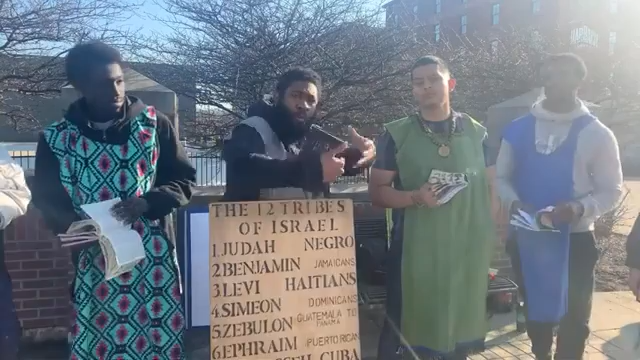 THE 12 TRIBES
OF ISRAEL
1.JUDAH NEGRO
2.BENJAMIN JAMAICANS
3.LEVI HAITIANS
4.SIMEON DOMINICANS
5.ZEBULON GUATEMALA TO PANAMA
6.EPHRAIM PUERTO RICAN
CUBA